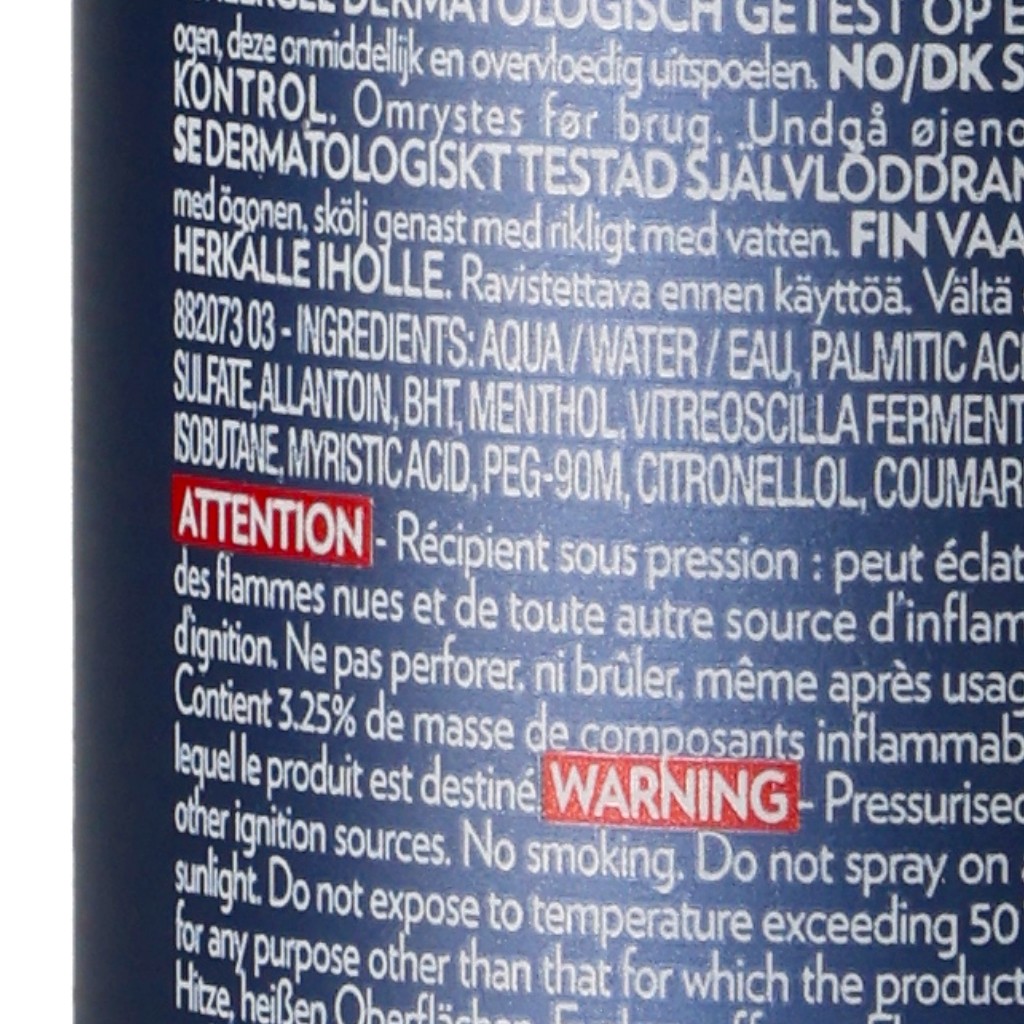 DERMATOLOGISCH GETEST OP
ogen, deze onmiddellijk en overvloedig uitspoelen. NO/DK S
KONTROL. Omrystes før brug. Undgå øjenc
SE DERMATOLOGISKT TESTAD SJÄLVLÖDDRAN
med ögonen, skölj genast med rikligt med vatten. FIN VAA
HERKÄLLE IHOLLE. Ravistettava ennen käyttöä. Vältä
882073 03 - INGREDIENTS: AQUA / WATER / EAU, PALMITIC ACI
SULFATE, ALLANTOIN, BHT, MENTHOL, VITREOSCILLA FERMENT
ISOBUTANE, MYRISTIC ACID, PEG-90M, CITRONELLOL, COUMAR
ATTENTION - Récipient sous pression : peut éclat
des flammes nues et de toute autre source d'inflam
d'ignition. Ne pas perforer, ni brûler, même après usag
Contient 3.25% de masse de composants inflammab
lequel le produit est destiné. WARNING - Pressurised
other ignition sources. No smoking. Do not spray on
sunlight. Do not expose to temperature exceeding 50
for any purpose other than that for which the product
Hitze, heißen Oberflächen,